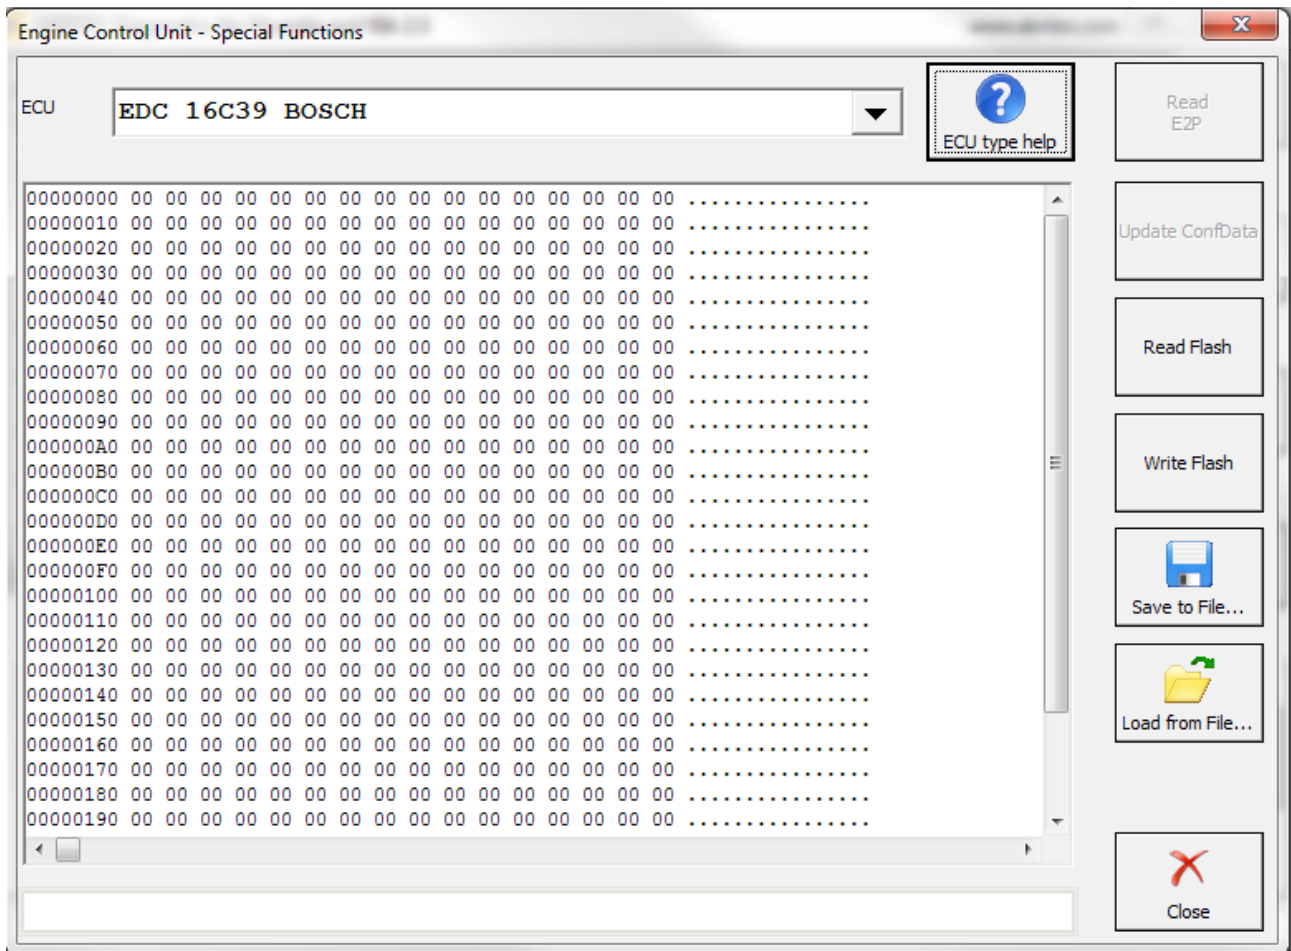 Engine Control Unit - Special Functions
ECU
EDC 16C39 BOSCH
ECU type help
Read
E2P
00000000 00 00 00 00 00 00 00 00 00 00 00 00 00 00 00 00 ................
00000010 00 00 00 00 00 00 00 00 00 00 00 00 00 00 00 00 ................
00000020 00 00 00 00 00 00 00 00 00 00 00 00 00 00 00 00 ................
00000030 00 00 00 00 00 00 00 00 00 00 00 00 00 00 00 00 ................
00000040 00 00 00 00 00 00 00 00 00 00 00 00 00 00 00 00 ................
00000050 00 00 00 00 00 00 00 00 00 00 00 00 00 00 00 00 ................
00000060 00 00 00 00 00 00 00 00 00 00 00 00 00 00 00 00 ................
00000070 00 00 00 00 00 00 00 00 00 00 00 00 00 00 00 00 ................
00000080 00 00 00 00 00 00 00 00 00 00 00 00 00 00 00 00 ................
00000090 00 00 00 00 00 00 00 00 00 00 00 00 00 00 00 00 ................
000000A0 00 00 00 00 00 00 00 00 00 00 00 00 00 00 00 00 ................
000000B0 00 00 00 00 00 00 00 00 00 00 00 00 00 00 00 00 ................
000000C0 00 00 00 00 00 00 00 00 00 00 00 00 00 00 00 00 ................
000000D0 00 00 00 00 00 00 00 00 00 00 00 00 00 00 00 00 ................
000000E0 00 00 00 00 00 00 00 00 00 00 00 00 00 00 00 00 ................
000000F0 00 00 00 00 00 00 00 00 00 00 00 00 00 00 00 00 ................
00000100 00 00 00 00 00 00 00 00 00 00 00 00 00 00 00 00 ................
00000110 00 00 00 00 00 00 00 00 00 00 00 00 00 00 00 00 ................
00000120 00 00 00 00 00 00 00 00 00 00 00 00 00 00 00 00 ................
00000130 00 00 00 00 00 00 00 00 00 00 00 00 00 00 00 00 ................
00000140 00 00 00 00 00 00 00 00 00 00 00 00 00 00 00 00 ................
00000150 00 00 00 00 00 00 00 00 00 00 00 00 00 00 00 00 ................
00000160 00 00 00 00 00 00 00 00 00 00 00 00 00 00 00 00 ................
00000170 00 00 00 00 00 00 00 00 00 00 00 00 00 00 00 00 ................
00000180 00 00 00 00 00 00 00 00 00 00 00 00 00 00 00 00 ................
00000190 00 00 00 00 00 00 00 00 00 00 00 00 00 00 00 00 ................
Update ConfData
Read Flash
Write Flash
Save to File...
Load from File...
Close